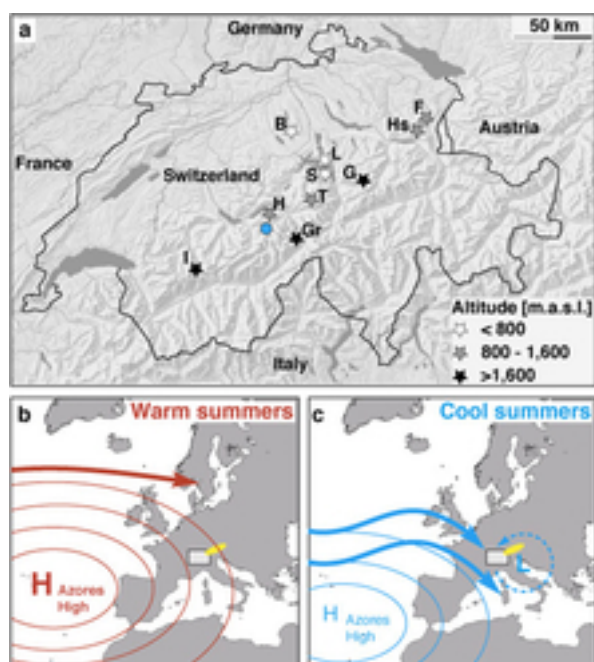 a
Germany
50 km
B
F
Hs
Austria
France
L
Switzerland
S
G
T
H
Gr
I
Altitude [m.a.s.l.]
< 800
800 - 1,600
>1,600
Italy
b
Warm summers
H Azores
High
c
Cool summers
L
H Azores
High